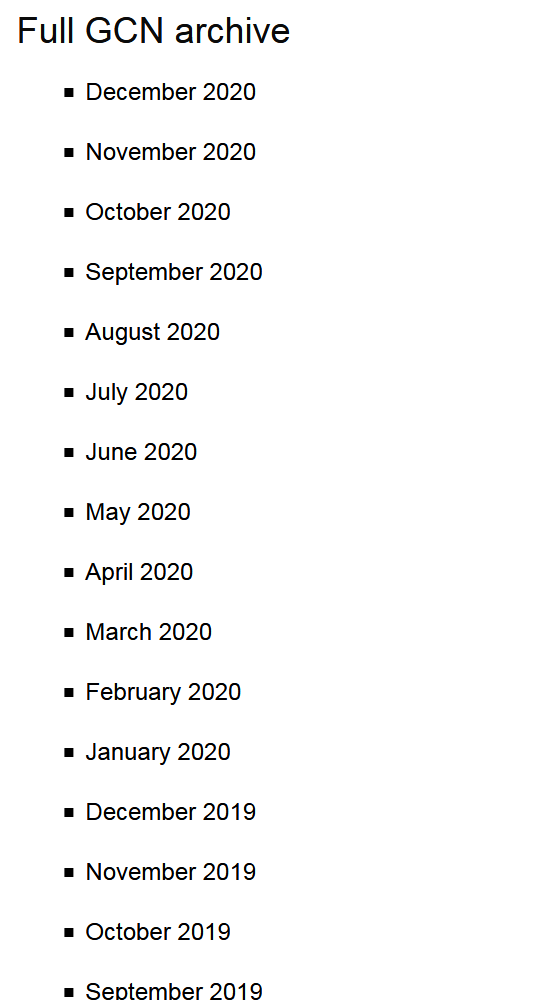 Full GCN archive
December 2020
November 2020
October 2020
September 2020
August 2020
July 2020
June 2020
May 2020
April 2020
March 2020
February 2020
January 2020
December 2019
November 2019
October 2019
September 2019